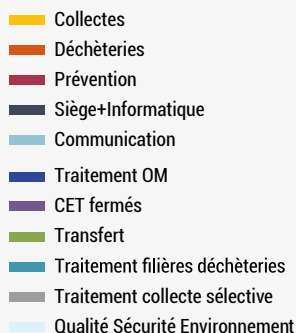 Collectes
Déchèteries
Prévention
Siège+Informatique
Communication
Traitement OM
CET fermés
Transfert
Traitement filières déchèteries
Traitement collecte sélective
Qualité Sécurité Environnement